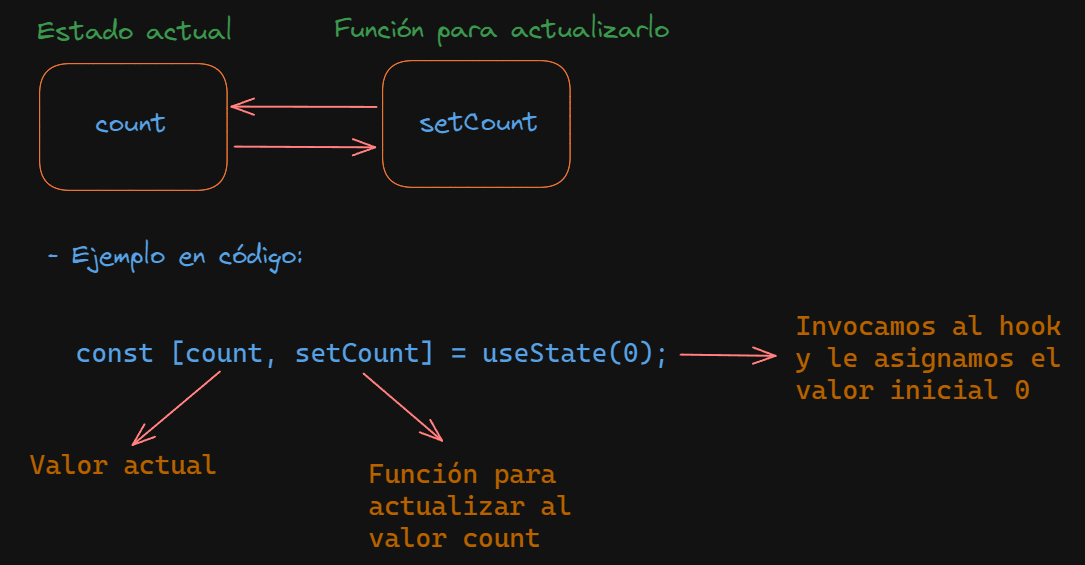 Estado actual
Función para actualizarlo
count
setCount
- Ejemplo en código:
const [count, setCount] = useState(0);
Invocamos al hook
y le asignamos el
valor inicial 0
Valor actual
Función para
actualizar al
valor count